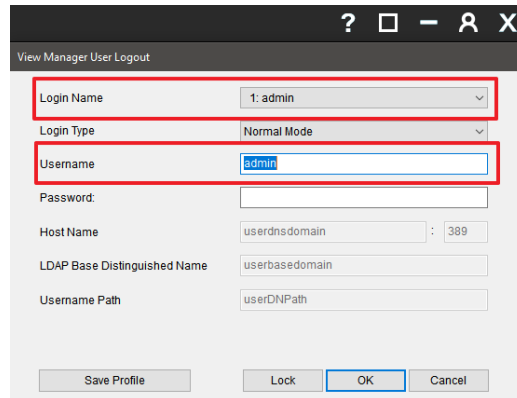 ?
View Manager User Logout
Login Name 1: admin
Login Type Normal Mode
Username admin
Password:
Host Name userdnsdomain : 389
LDAP Base Distinguished Name userbasedomain
Username Path userDNPath
Save Profile Lock OK Cancel